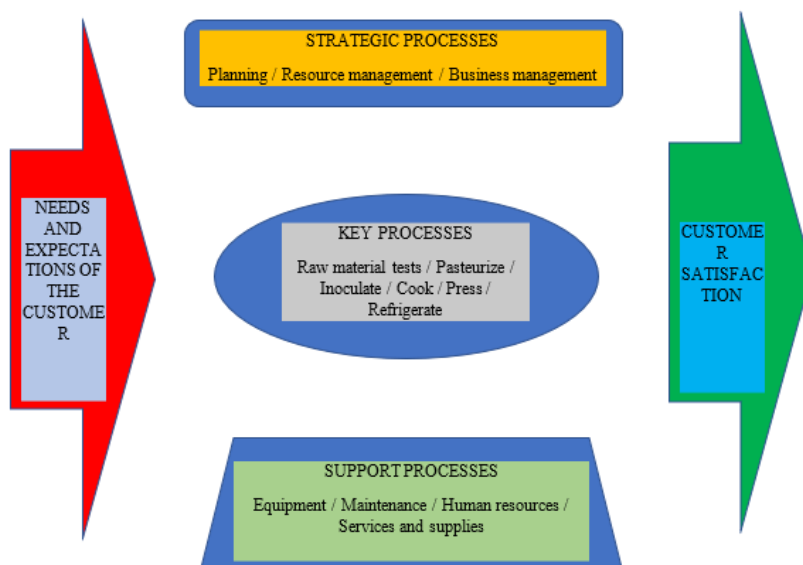 STRATEGIC PROCESSES
Planning / Resource management / Business management
NEEDS
AND
EXPECTA
TIONS OF
THE
CUSTOME
R
KEY PROCESSES
Raw material tests / Pasteurize /
Inoculate / Cook / Press /
Refrigerate
CUSTOME
R
SATISFAC
TION
SUPPORT PROCESSES
Equipment / Maintenance / Human resources /
Services and supplies